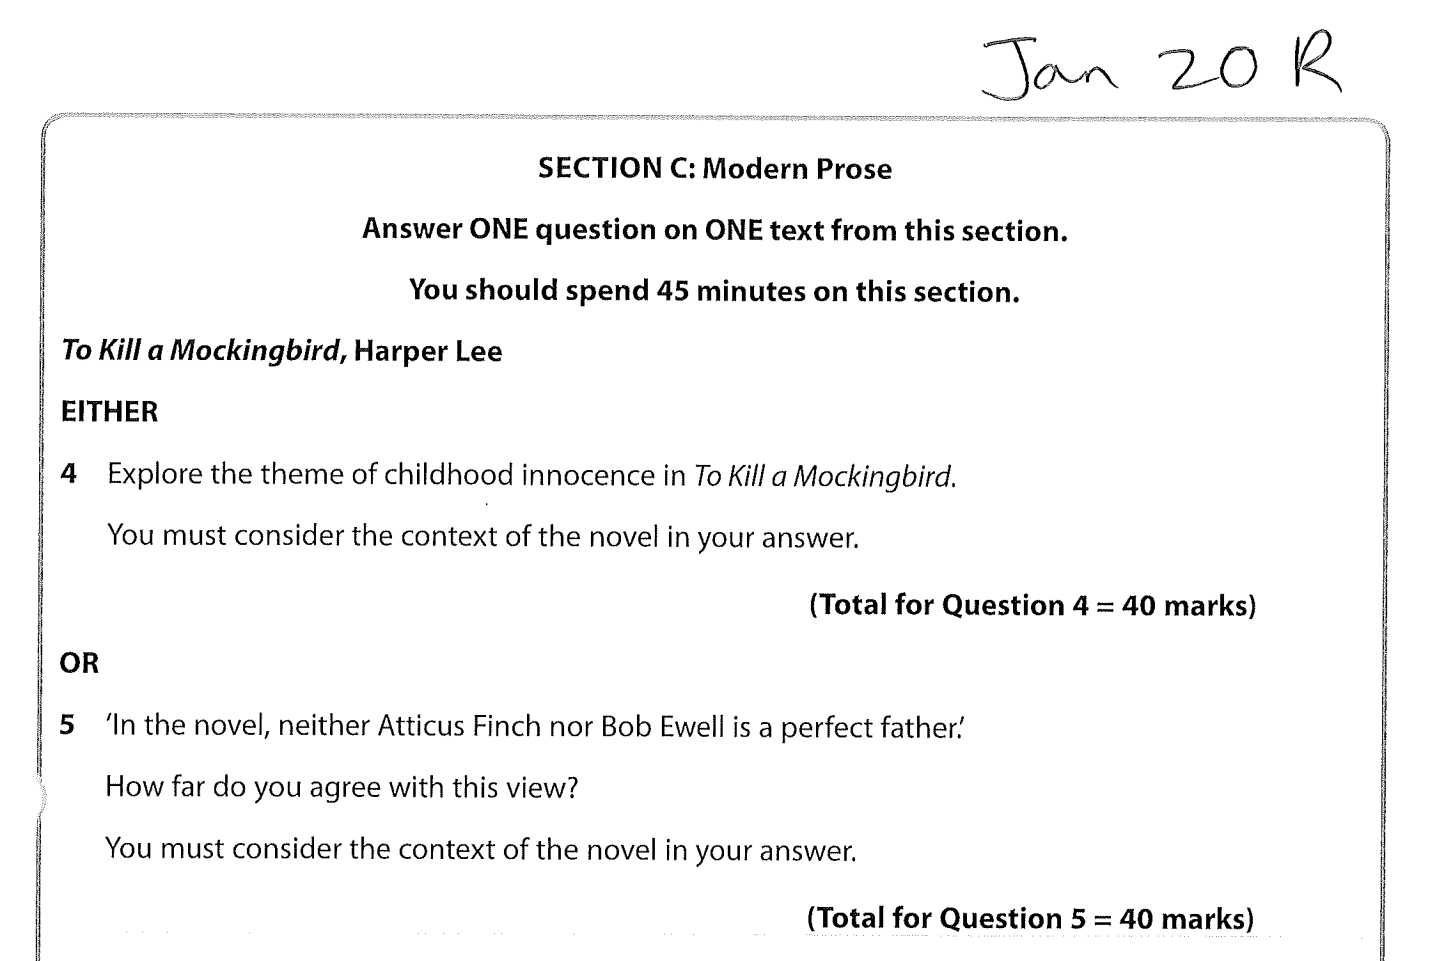 Jan 20 R
SECTION C: Modern Prose
Answer ONE question on ONE text from this section.
You should spend 45 minutes on this section.
To Kill a Mockingbird, Harper Lee
EITHER
4 Explore the theme of childhood innocence in To Kill a Mockingbird.
You must consider the context of the novel in your answer.
(Total for Question 4 = 40 marks)
OR
5 ‘In the novel, neither Atticus Finch nor Bob Ewell is a perfect father.’
How far do you agree with this view?
You must consider the context of the novel in your answer.
(Total for Question 5 = 40 marks)